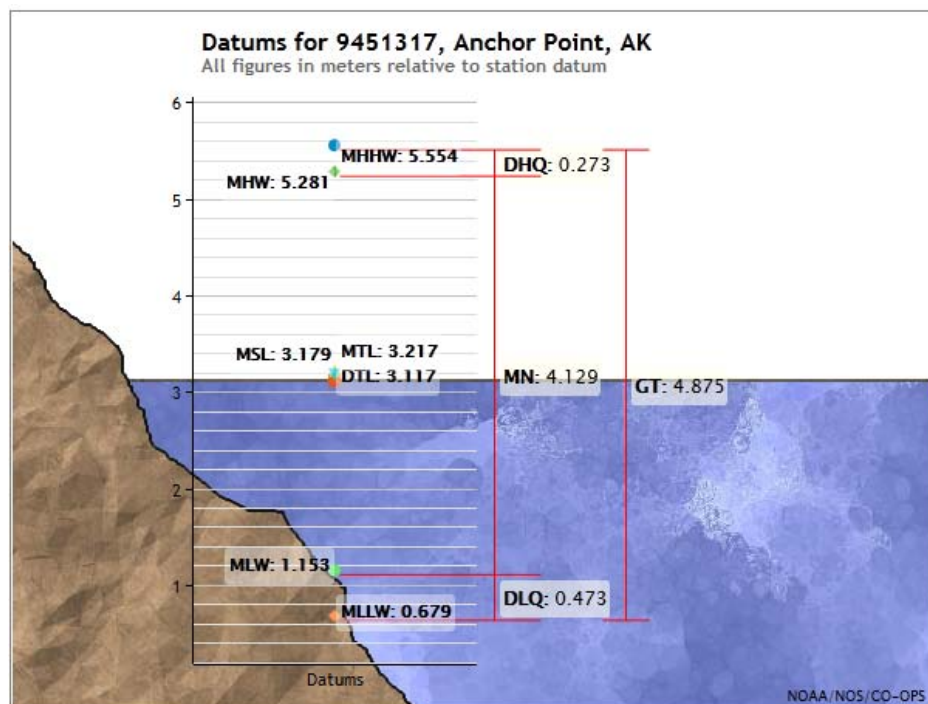 Datums for 9451317, Anchor Point, AK
All figures in meters relative to station datum
6
MHHW: 5.554
DHQ: 0.273
MHW: 5.281
5
4
MSL: 3.179
MTL: 3.217
DTL: 3.117
MN: 4.129
GT: 4.875
3
2
MLW: 1.153
1
DLQ: 0.473
MLLW: 0.679
Datums
NOAA/NOS/CO-OPS